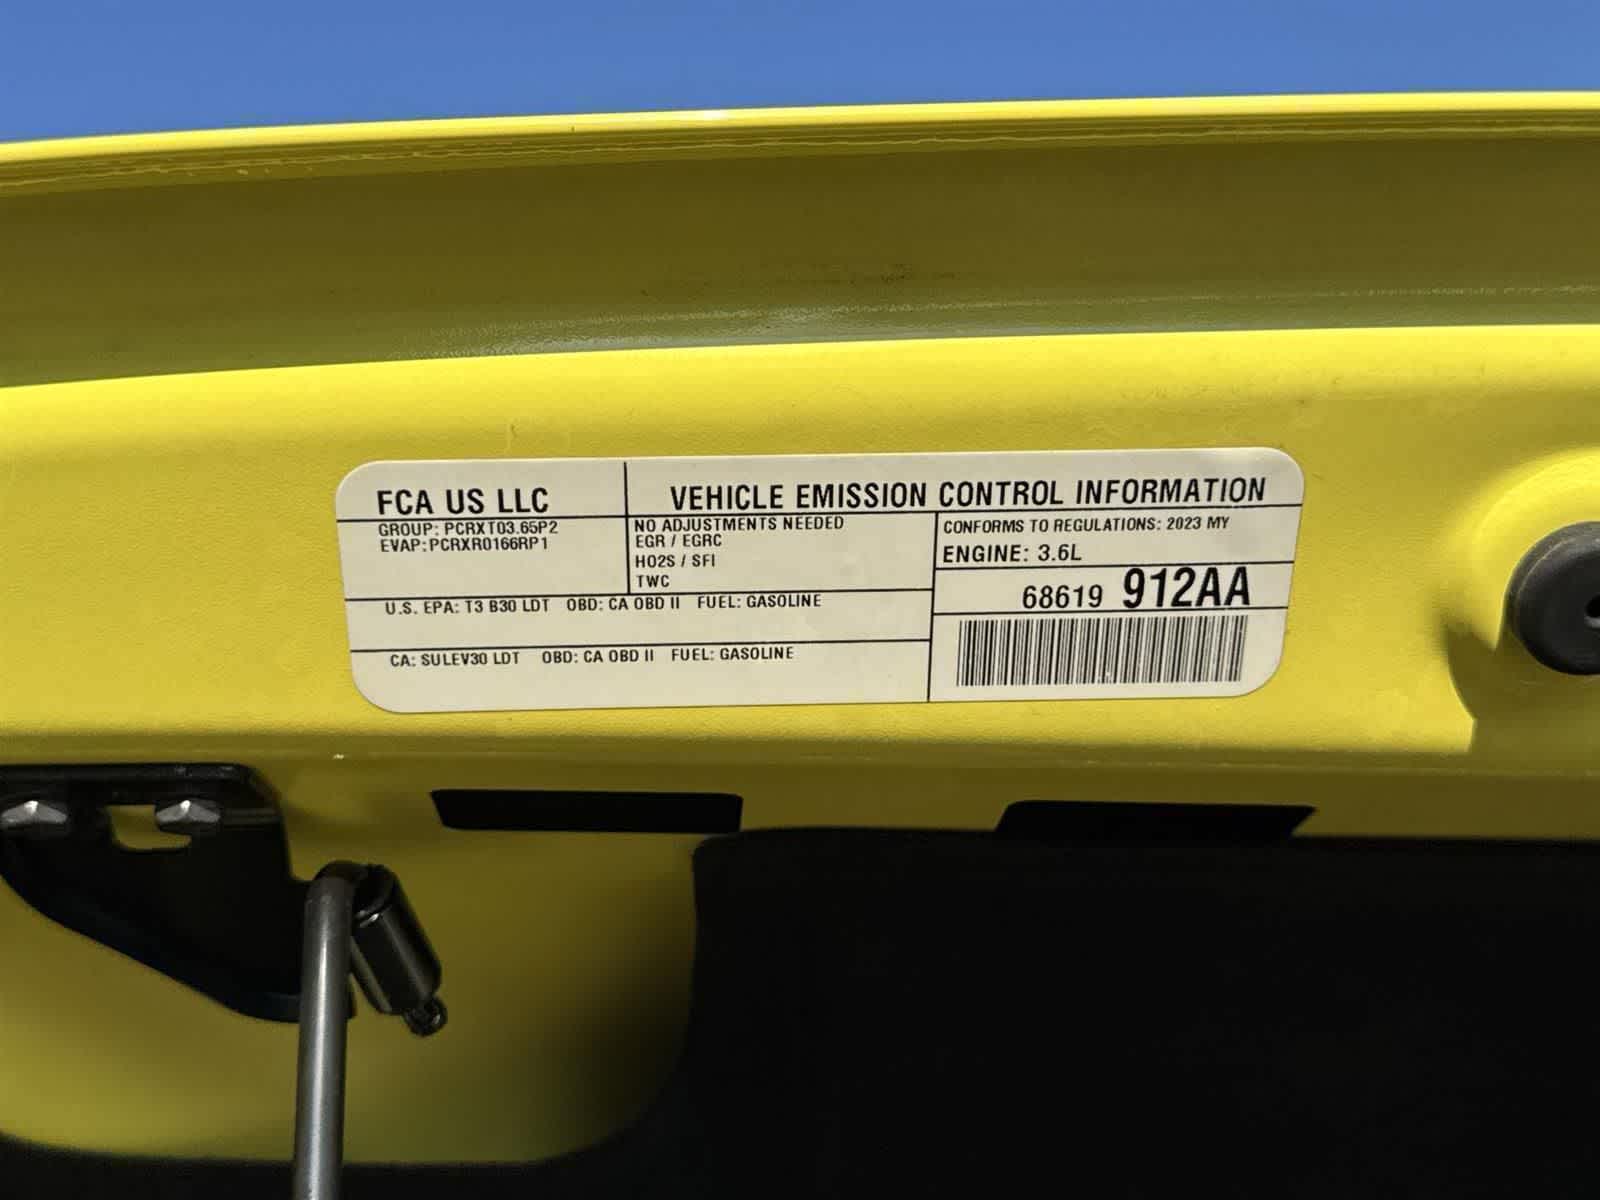 FCA US LLC
VEHICLE EMISSION CONTROL INFORMATION
GROUP: PCRXT03.65P2
EVAP:PCRXR0166RP1
NO ADJUSTMENTS NEEDED
EGR / EGRC
HO2S / SFI
TWC
CONFORMS TO REGULATIONS: 2023 MY
ENGINE: 3.6L
68619 912AA
U.S. EPA: T3 B30 LDT OBD: CA OBD II FUEL: GASOLINE
CA: SULEV30 LDT OBD: CA OBD II FUEL: GASOLINE